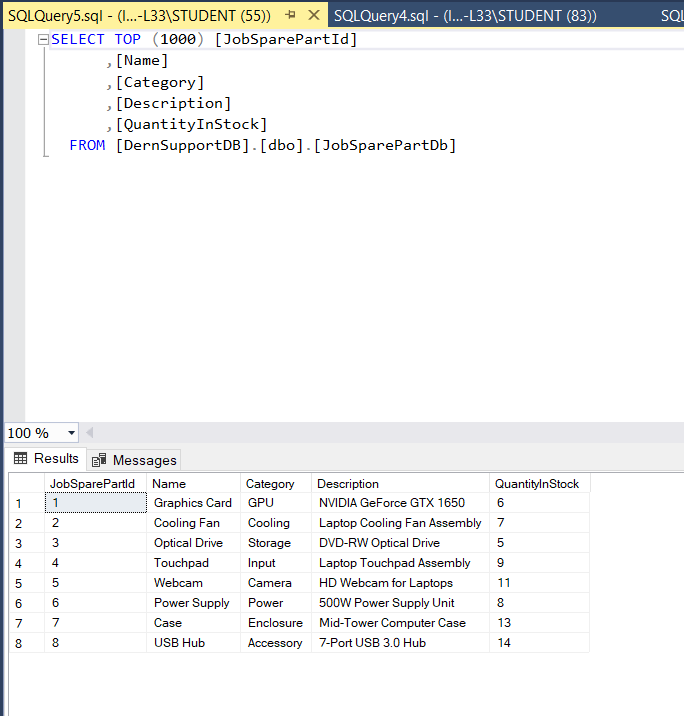 SQLQuery5.sql - (l...-L33\STUDENT (55)) SQLQuery4.sql - (l...-L33\STUDENT (83)) SQL
SELECT TOP (1000) [JobSparePartId]
,[Name]
,[Category]
,[Description]
,[QuantityInStock]
FROM [DernSupportDB].[dbo].[JobSparePartDb]
100 %
Results Messages
JobSparePartId Name Category Description QuantityInStock
1 1 Graphics Card GPU NVIDIA GeForce GTX 1650 6
2 2 Cooling Fan Cooling Laptop Cooling Fan Assembly 7
3 3 Optical Drive Storage DVD-RW Optical Drive 5
4 4 Touchpad Input Laptop Touchpad Assembly 9
5 5 Webcam Camera HD Webcam for Laptops 11
6 6 Power Supply Power 500W Power Supply Unit 8
7 7 Case Enclosure Mid-Tower Computer Case 13
8 8 USB Hub Accessory 7-Port USB 3.0 Hub 14